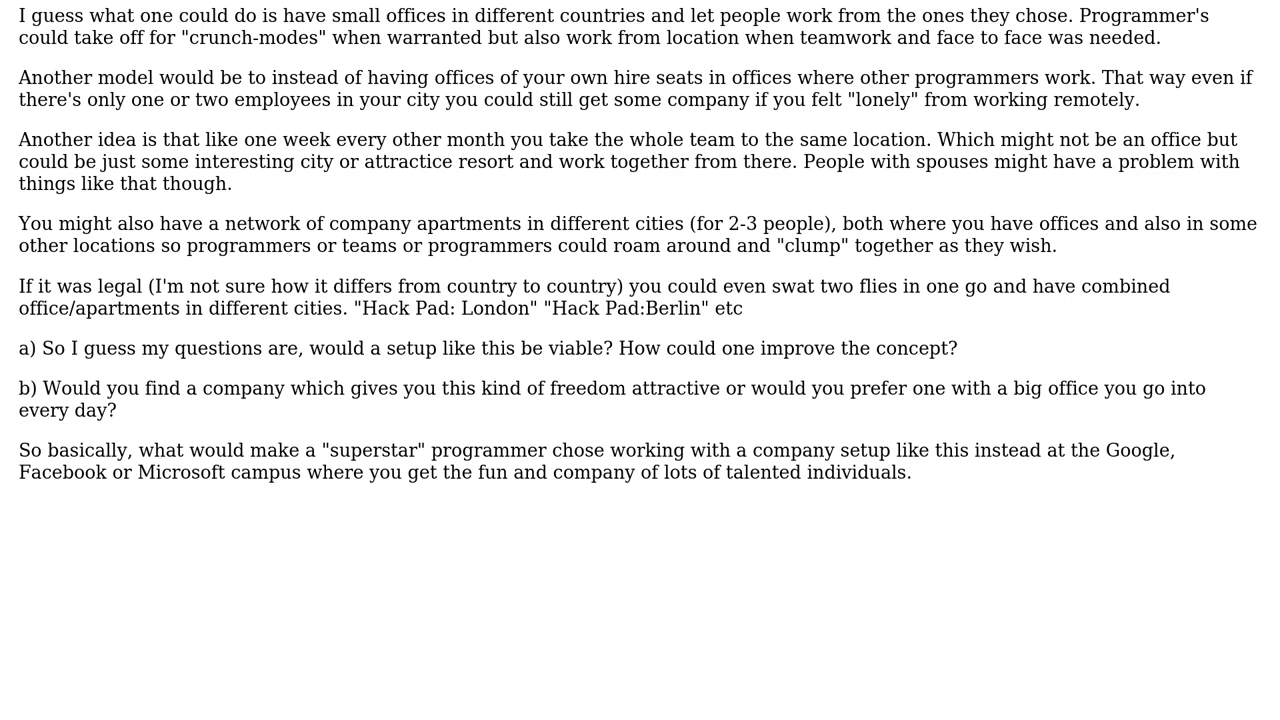 I guess what one could do is have small offices in different countries and let people work from the ones they chose. Programmer's
could take off for "crunch-modes" when warranted but also work from location when teamwork and face to face was needed.
Another model would be to instead of having offices of your own hire seats in offices where other programmers work. That way even if
there's only one or two employees in your city you could still get some company if you felt "lonely" from working remotely.
Another idea is that like one week every other month you take the whole team to the same location. Which might not be an office but
could be just some interesting city or attractice resort and work together from there. People with spouses might have a problem with
things like that though.
You might also have a network of company apartments in different cities (for 2-3 people), both where you have offices and also in some
other locations so programmers or teams or programmers could roam around and "clump" together as they wish.
If it was legal (I'm not sure how it differs from country to country) you could even swat two flies in one go and have combined
office/apartments in different cities. "Hack Pad: London" "Hack Pad:Berlin" etc
a) So I guess my questions are, would a setup like this be viable? How could one improve the concept?
b) Would you find a company which gives you this kind of freedom attractive or would you prefer one with a big office you go into
every day?
So basically, what would make a "superstar" programmer chose working with a company setup like this instead at the Google,
Facebook or Microsoft campus where you get the fun and company of lots of talented individuals.